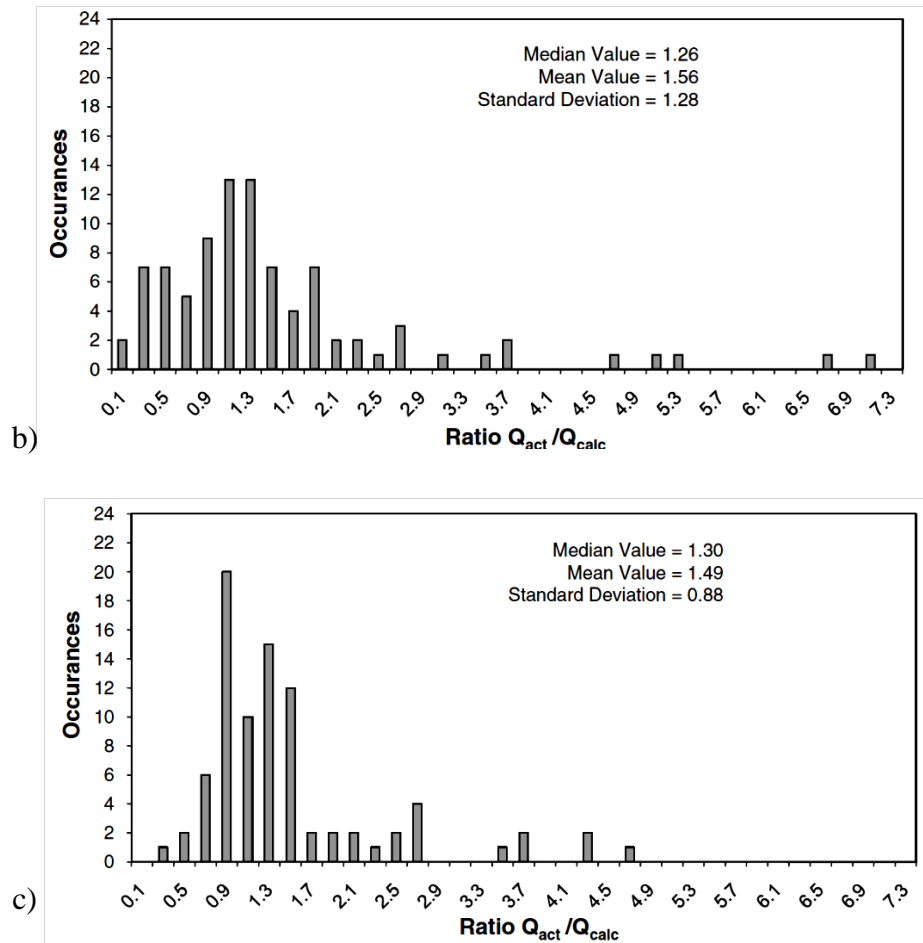 24
22
20
18
16
14
12
10
8
6
4
2
0
Occurances
Median Value = 1.26
Mean Value = 1.56
Standard Deviation = 1.28
0.1 0.5 0.9 1.3 1.7 2.1 2.5 2.9 3.3 3.7 4.1 4.5 4.9 5.3 5.7 6.1 6.5 6.9 7.3
Ratio Qact /Qcalc
b)
24
22
20
18
16
14
12
10
8
6
4
2
0
Occurances
Median Value = 1.30
Mean Value = 1.49
Standard Deviation = 0.88
0.1 0.5 0.9 1.3 1.7 2.1 2.5 2.9 3.3 3.7 4.1 4.5 4.9 5.3 5.7 6.1 6.5 6.9 7.3
Ratio Qact /Qcalc
c)